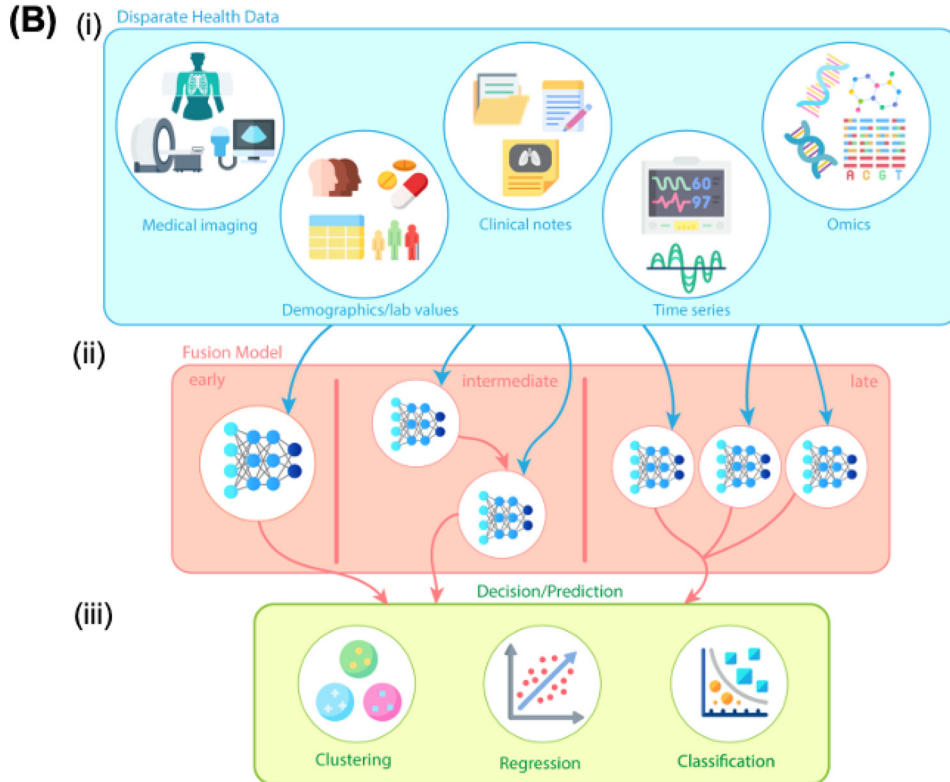 (B)
(i)
Disparate Health Data
Medical imaging
Demographics/lab values
Clinical notes
60
97
Time series
A C G T
Omics
(ii)
Fusion Model
early
intermediate
late
(iii)
Decision/Prediction
Clustering
Regression
Classification